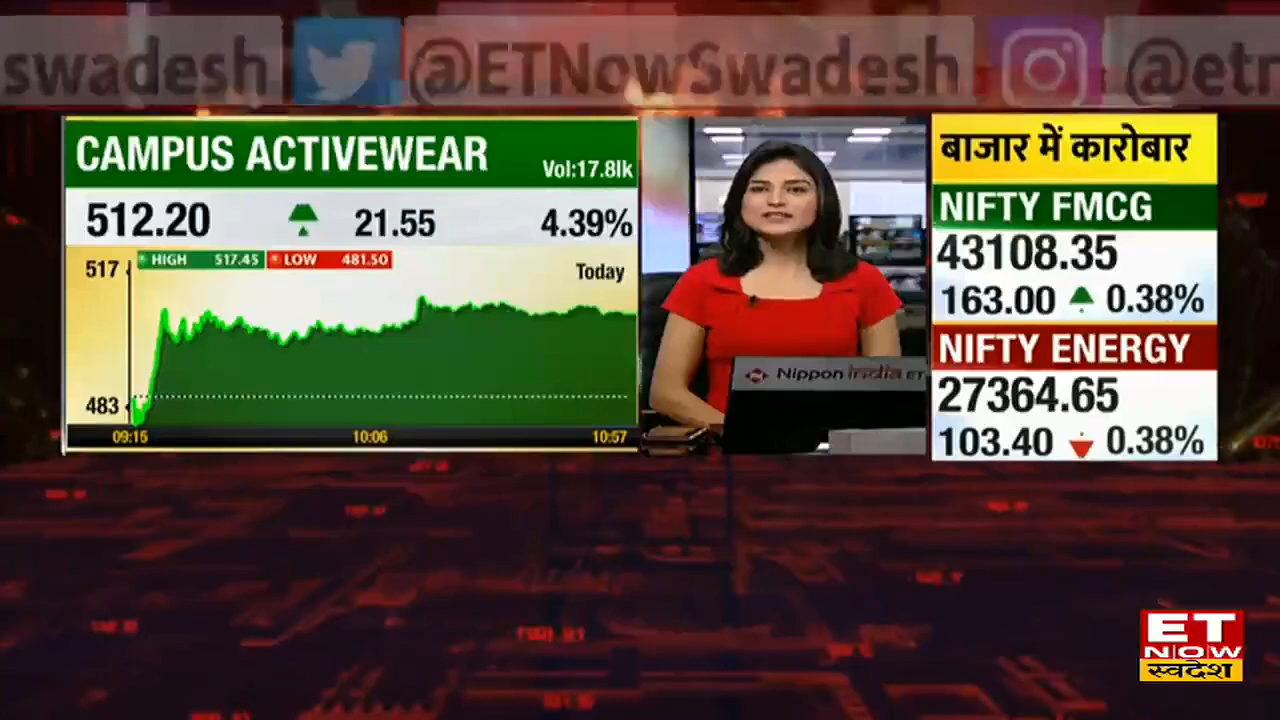 swadesh @ETNowSwadesh @etn
CAMPUS ACTIVEWEAR Vol:17.8lk
512.20 21.55 4.39%
HIGH 517.45 LOW 481.50
517 Today
483
09:15 10:06 10:57
Nippon india ET
बाजार में कारोबार
NIFTY FMCG
43108.35
163.00 0.38%
NIFTY ENERGY
27364.65
103.40 0.38%
ET
NOW
स्वदेश